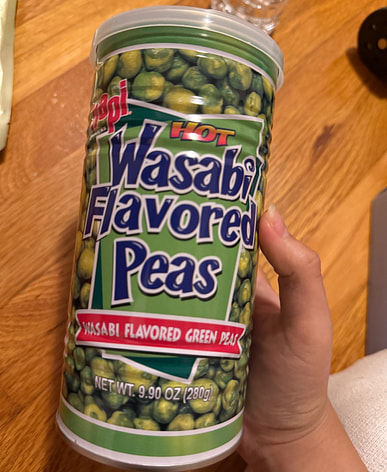 HOT
Wasabi
Flavored
Peas
WASABI FLAVORED GREEN PEAS
NET WT. 9.90 OZ (280g)